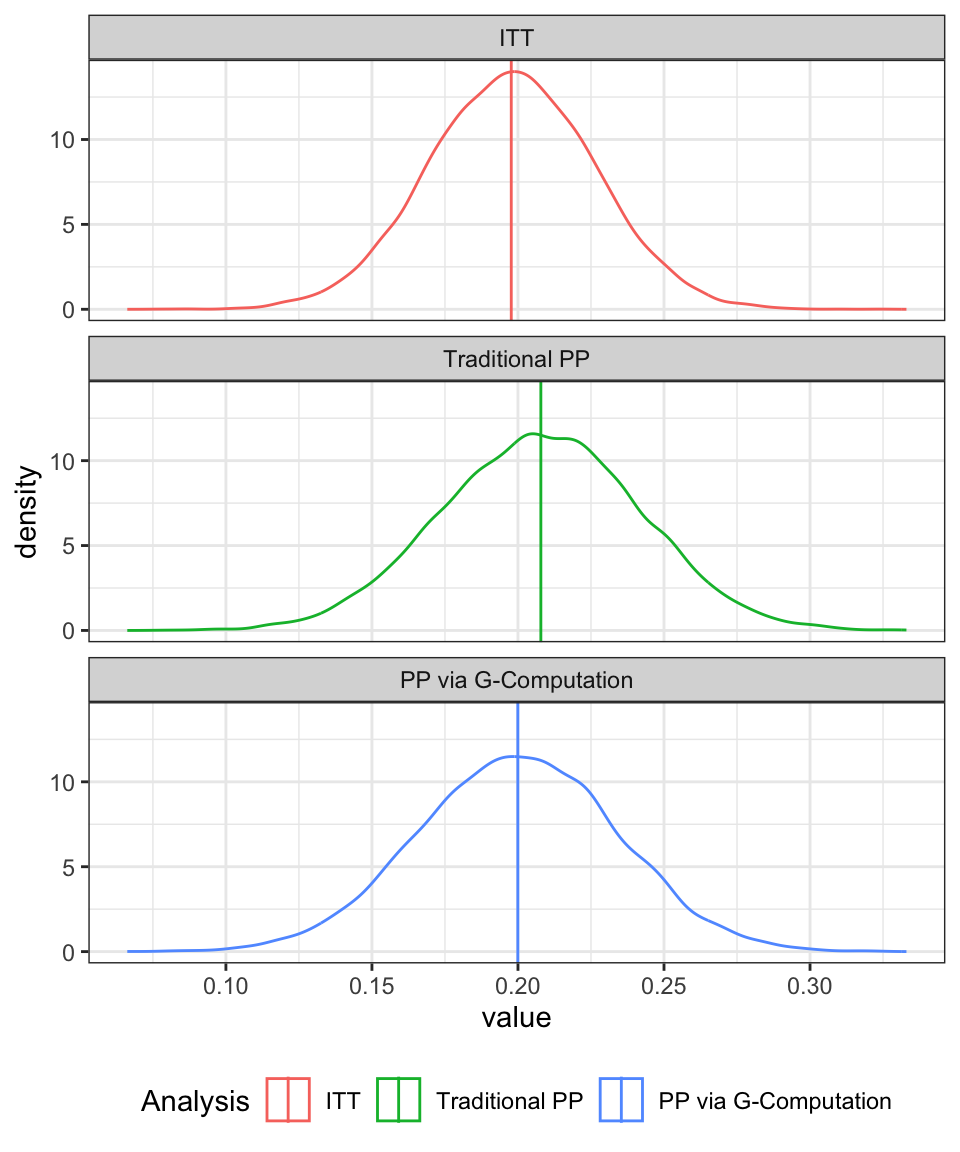 ITT
10
5
0
Traditional PP
10
5
0
density
PP via G-Computation
10
5
0
0.10 0.15 0.20 0.25 0.30
value
Analysis ITT Traditional PP PP via G-Computation